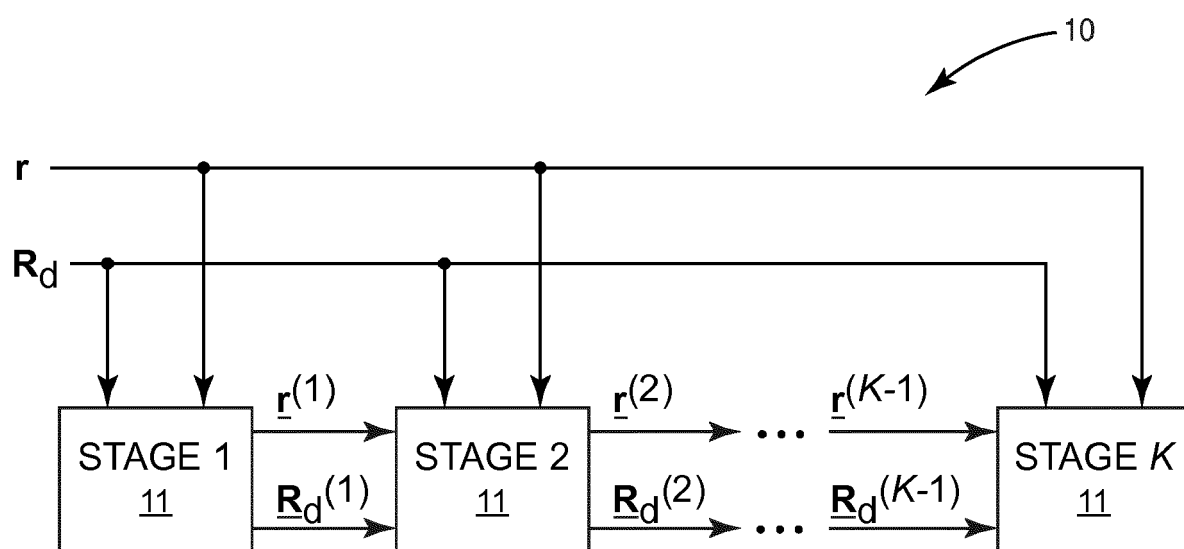 10
r
R_d
r^(1) r^(2) r^(K-1)
STAGE 1 STAGE 2 ... ... STAGE K
11 R_d^(1) 11 R_d^(2) R_d^(K-1) 11